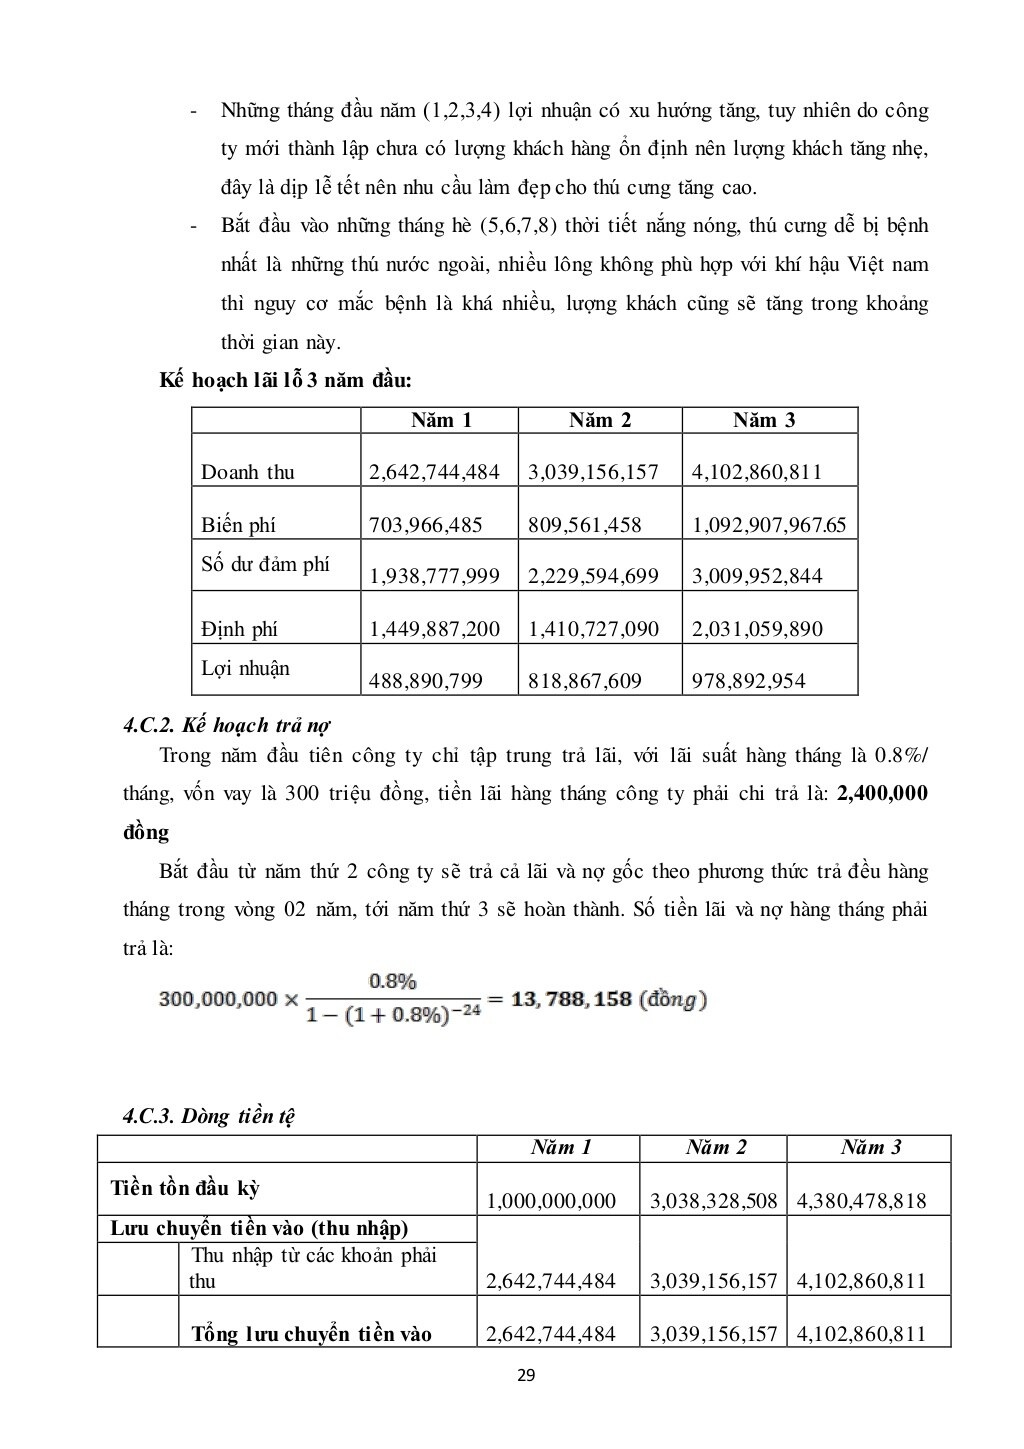 - Những tháng đầu năm (1,2,3,4) lợi nhuận có xu hướng tăng, tuy nhiên do công
ty mới thành lập chưa có lượng khách hàng ổn định nên lượng khách tăng nhẹ,
đây là dịp lễ tết nên nhu cầu làm đẹp cho thú cưng tăng cao.
- Bắt đầu vào những tháng hè (5,6,7,8) thời tiết nắng nóng, thú cưng dễ bị bệnh
nhất là những thú nước ngoài, nhiều lông không phù hợp với khí hậu Việt nam
thì nguy cơ mắc bệnh là khá nhiều, lượng khách cũng sẽ tăng trong khoảng
thời gian này.
Kế hoạch lãi lỗ 3 năm đầu:
Năm 1 Năm 2 Năm 3
Doanh thu 2,642,744,484 3,039,156,157 4,102,860,811
Biến phí 703,966,485 809,561,458 1,092,907,967.65
Số dư đảm phí 1,938,777,999 2,229,594,699 3,009,952,844
Định phí 1,449,887,200 1,410,727,090 2,031,059,890
Lợi nhuận 488,890,799 818,867,609 978,892,954
4.C.2. Kế hoạch trả nợ
Trong năm đầu tiên công ty chỉ tập trung trả lãi, với lãi suất hàng tháng là 0.8%/
tháng, vốn vay là 300 triệu đồng, tiền lãi hàng tháng công ty phải chi trả là: 2,400,000
đồng
Bắt đầu từ năm thứ 2 công ty sẽ trả cả lãi và nợ gốc theo phương thức trả đều hàng
tháng trong vòng 02 năm, tới năm thứ 3 sẽ hoàn thành. Số tiền lãi và nợ hàng tháng phải
trả là:
0.8%
300,000,000 × = 13,788,158 (đồng)
1 − (1 + 0.8%)⁻²⁴
4.C.3. Dòng tiền tệ
Năm 1 Năm 2 Năm 3
Tiền tồn đầu kỳ 1,000,000,000 3,038,328,508 4,380,478,818
Lưu chuyển tiền vào (thu nhập)
Thu nhập từ các khoản phải
thu 2,642,744,484 3,039,156,157 4,102,860,811
Tổng lưu chuyển tiền vào 2,642,744,484 3,039,156,157 4,102,860,811
29